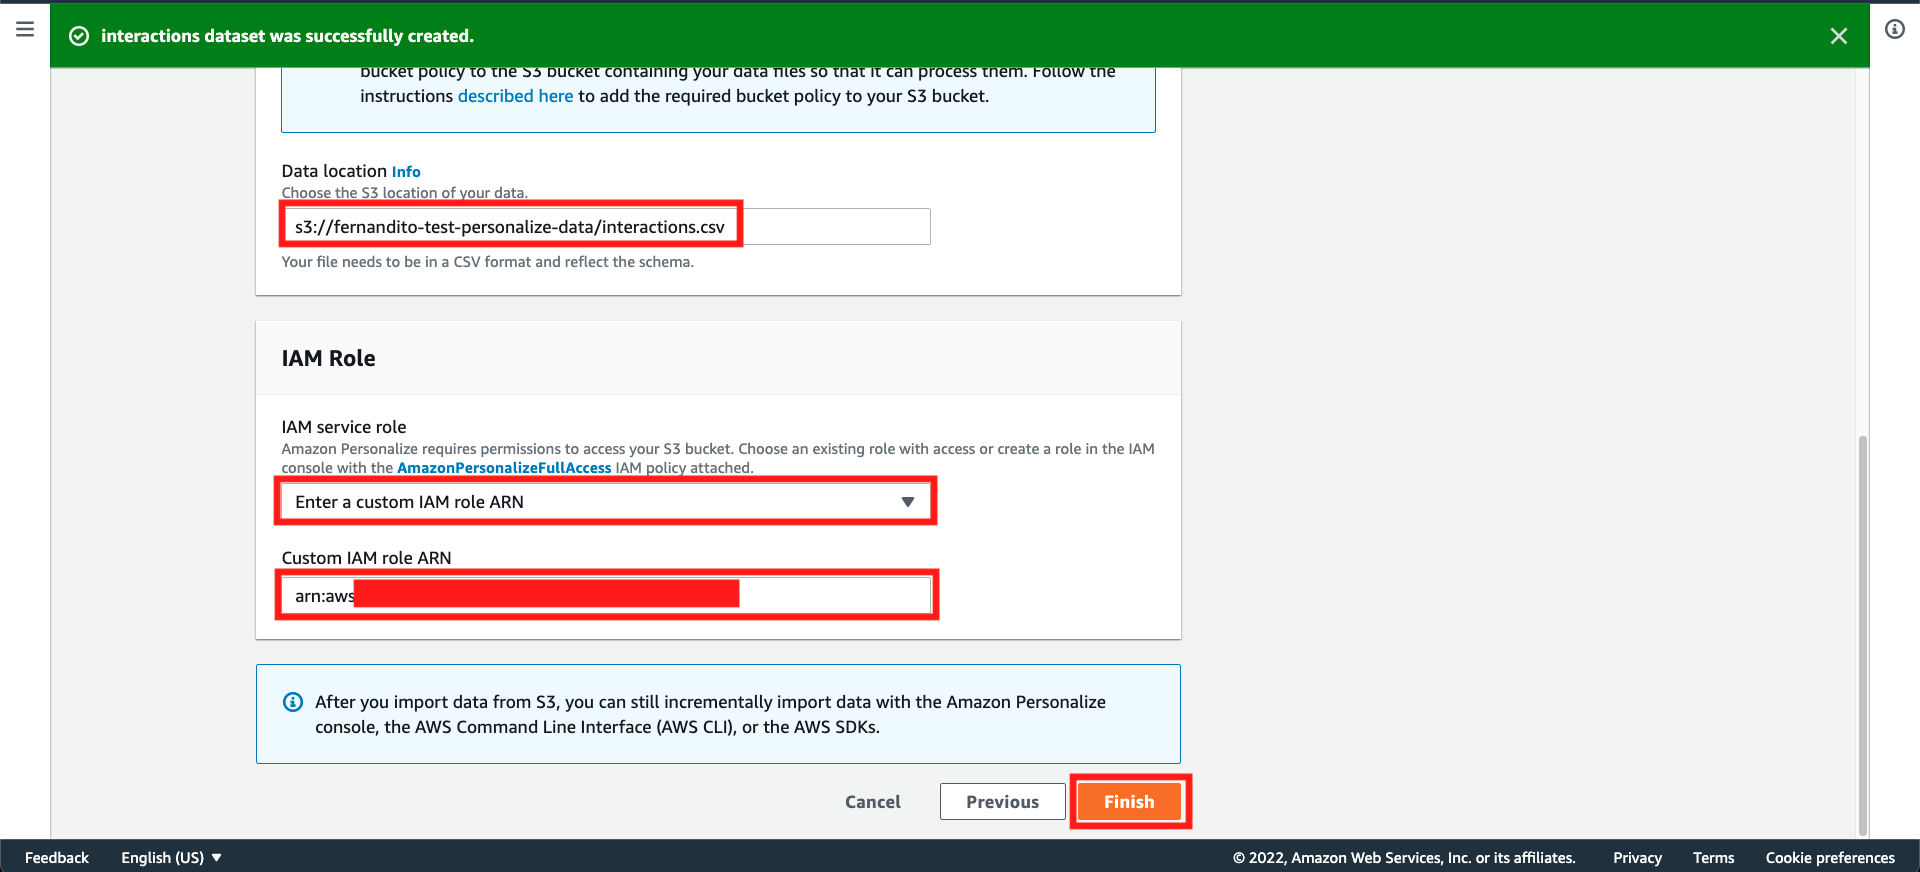 interactions dataset was successfully created.
bucket policy to the S3 bucket containing your data files so that it can process them. Follow the
instructions described here to add the required bucket policy to your S3 bucket.
Data location Info
Choose the S3 location of your data.
s3://fernandito-test-personalize-data/interactions.csv
Your file needs to be in a CSV format and reflect the schema.
IAM Role
IAM service role
Amazon Personalize requires permissions to access your S3 bucket. Choose an existing role with access or create a role in the IAM
console with the AmazonPersonalizeFullAccess IAM policy attached.
Enter a custom IAM role ARN
Custom IAM role ARN
arn:aws
After you import data from S3, you can still incrementally import data with the Amazon Personalize
console, the AWS Command Line Interface (AWS CLI), or the AWS SDKs.
Cancel Previous Finish
Feedback English (US) © 2022, Amazon Web Services, Inc. or its affiliates. Privacy Terms Cookie preferences